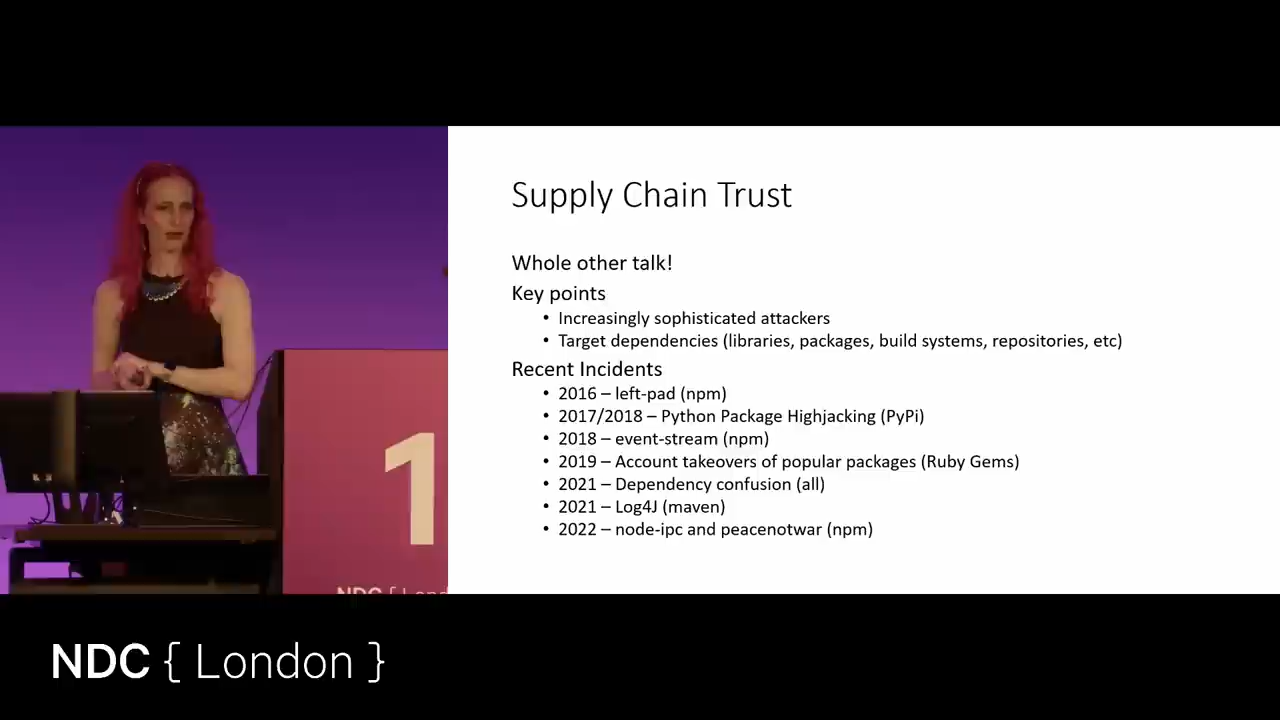 Supply Chain Trust
Whole other talk!
Key points
• Increasingly sophisticated attackers
• Target dependencies (libraries, packages, build systems, repositories, etc)
Recent Incidents
• 2016 – left-pad (npm)
• 2017/2018 – Python Package Highjacking (PyPi)
• 2018 – event-stream (npm)
• 2019 – Account takeovers of popular packages (Ruby Gems)
• 2021 – Dependency confusion (all)
• 2021 – Log4J (maven)
• 2022 – node-ipc and peacenotwar (npm)
1
NDC { Lond
NDC { London }